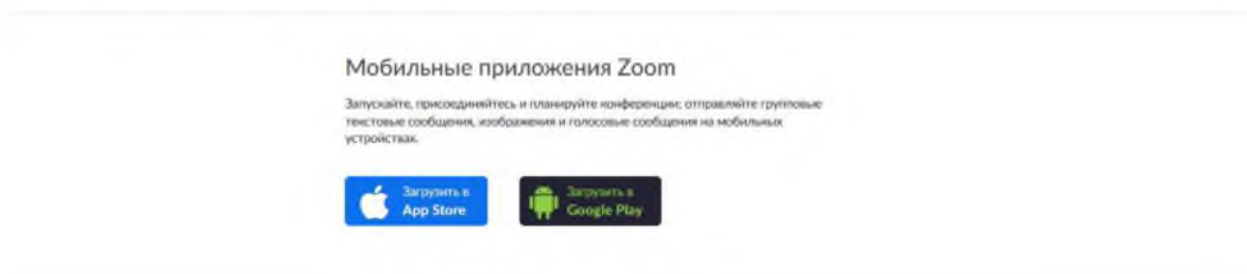 Мобильные приложения Zoom
Запускайте, присоединяйтесь и планируйте конференции; отправляйте групповые
текстовые сообщения, изображения и голосовые сообщения на мобильных
устройствах.
Загрузить в
App Store
Загрузить в
Google Play